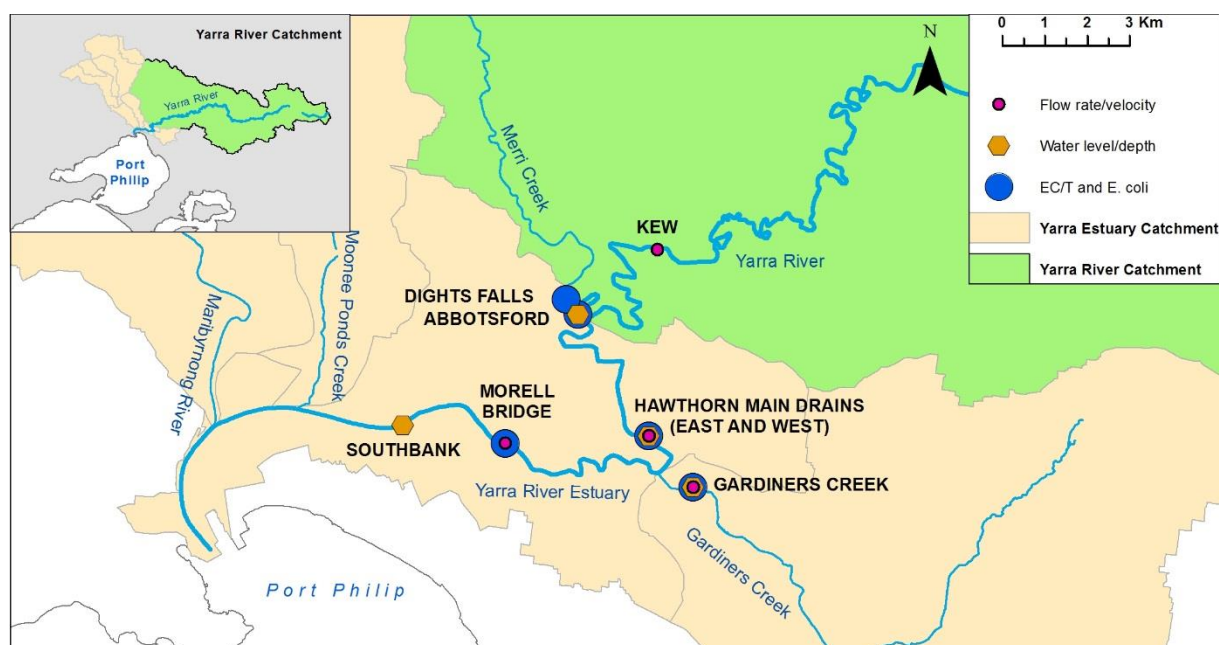 Yarra River Catchment
Yarra River
Port
Philip
N
0 1 2 3 Km
Flow rate/velocity
Water level/depth
EC/T and E. coli
Yarra Estuary Catchment
Yarra River Catchment
Merri Creek
KEW
Yarra River
Moonee Ponds Creek
Maribyrnong River
DIGHTS FALLS
ABBOTSFORD
MORELL
BRIDGE
HAWTHORN MAIN DRAINS
(EAST AND WEST)
SOUTHBANK
Yarra River Estuary
GARDINERS CREEK
Gardiners Creek
Port Philip